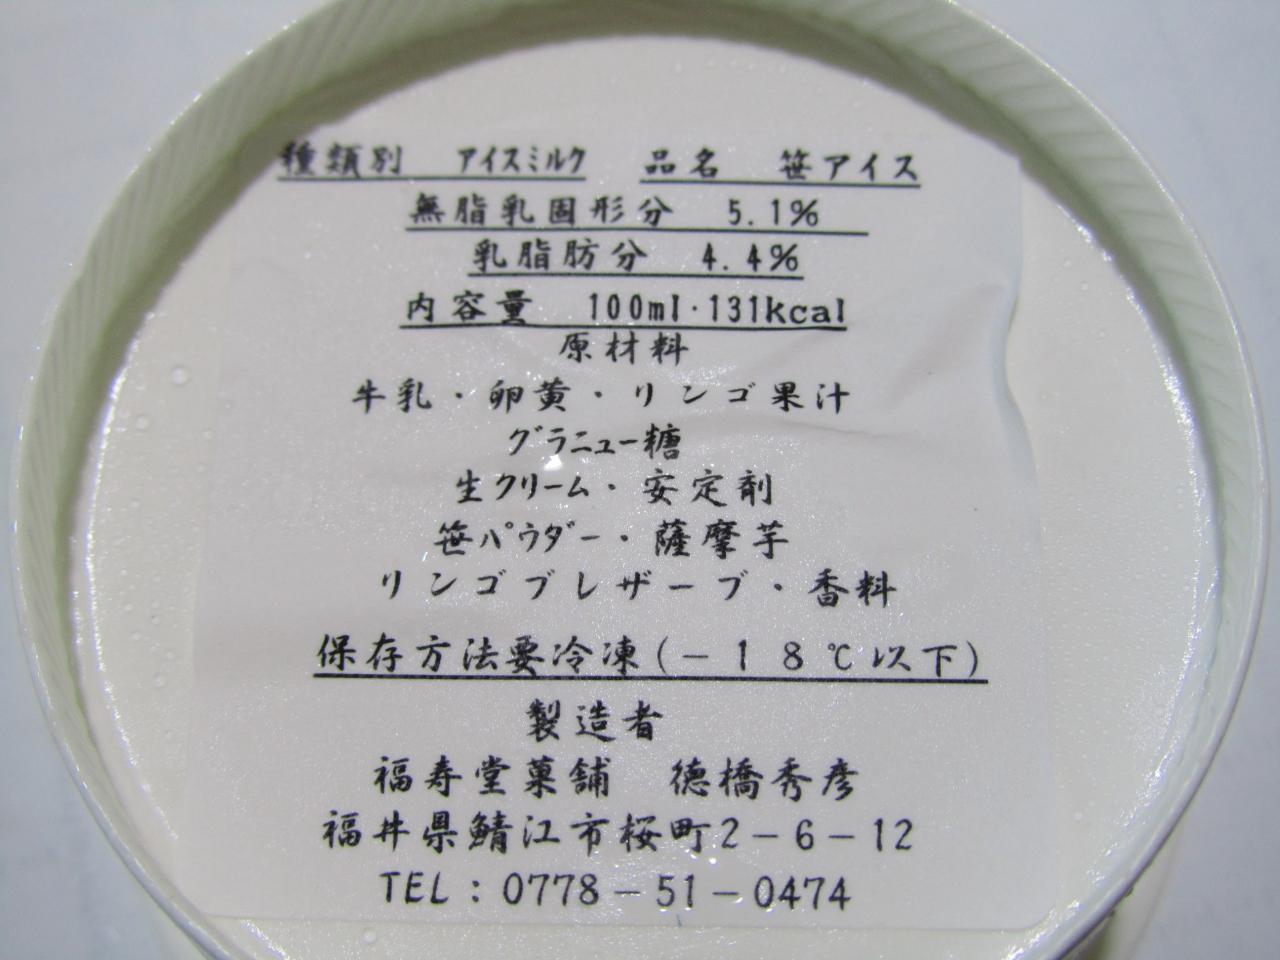 種類別 アイスミルク 品名 笹アイス
無脂乳固形分 5.1%
乳脂肪分 4.4%
内容量 100ml・131kcal
原材料
牛乳・卵黄・リンゴ果汁
グラニュー糖
生クリーム・安定剤
笹パウダー・薩摩芋
リンゴブレザーブ・香料
保存方法要冷凍(-18℃以下)
製造者
福寿堂菓舗 徳橋秀彦
福井県鯖江市桜町2-6-12
TEL:0778-51-0474